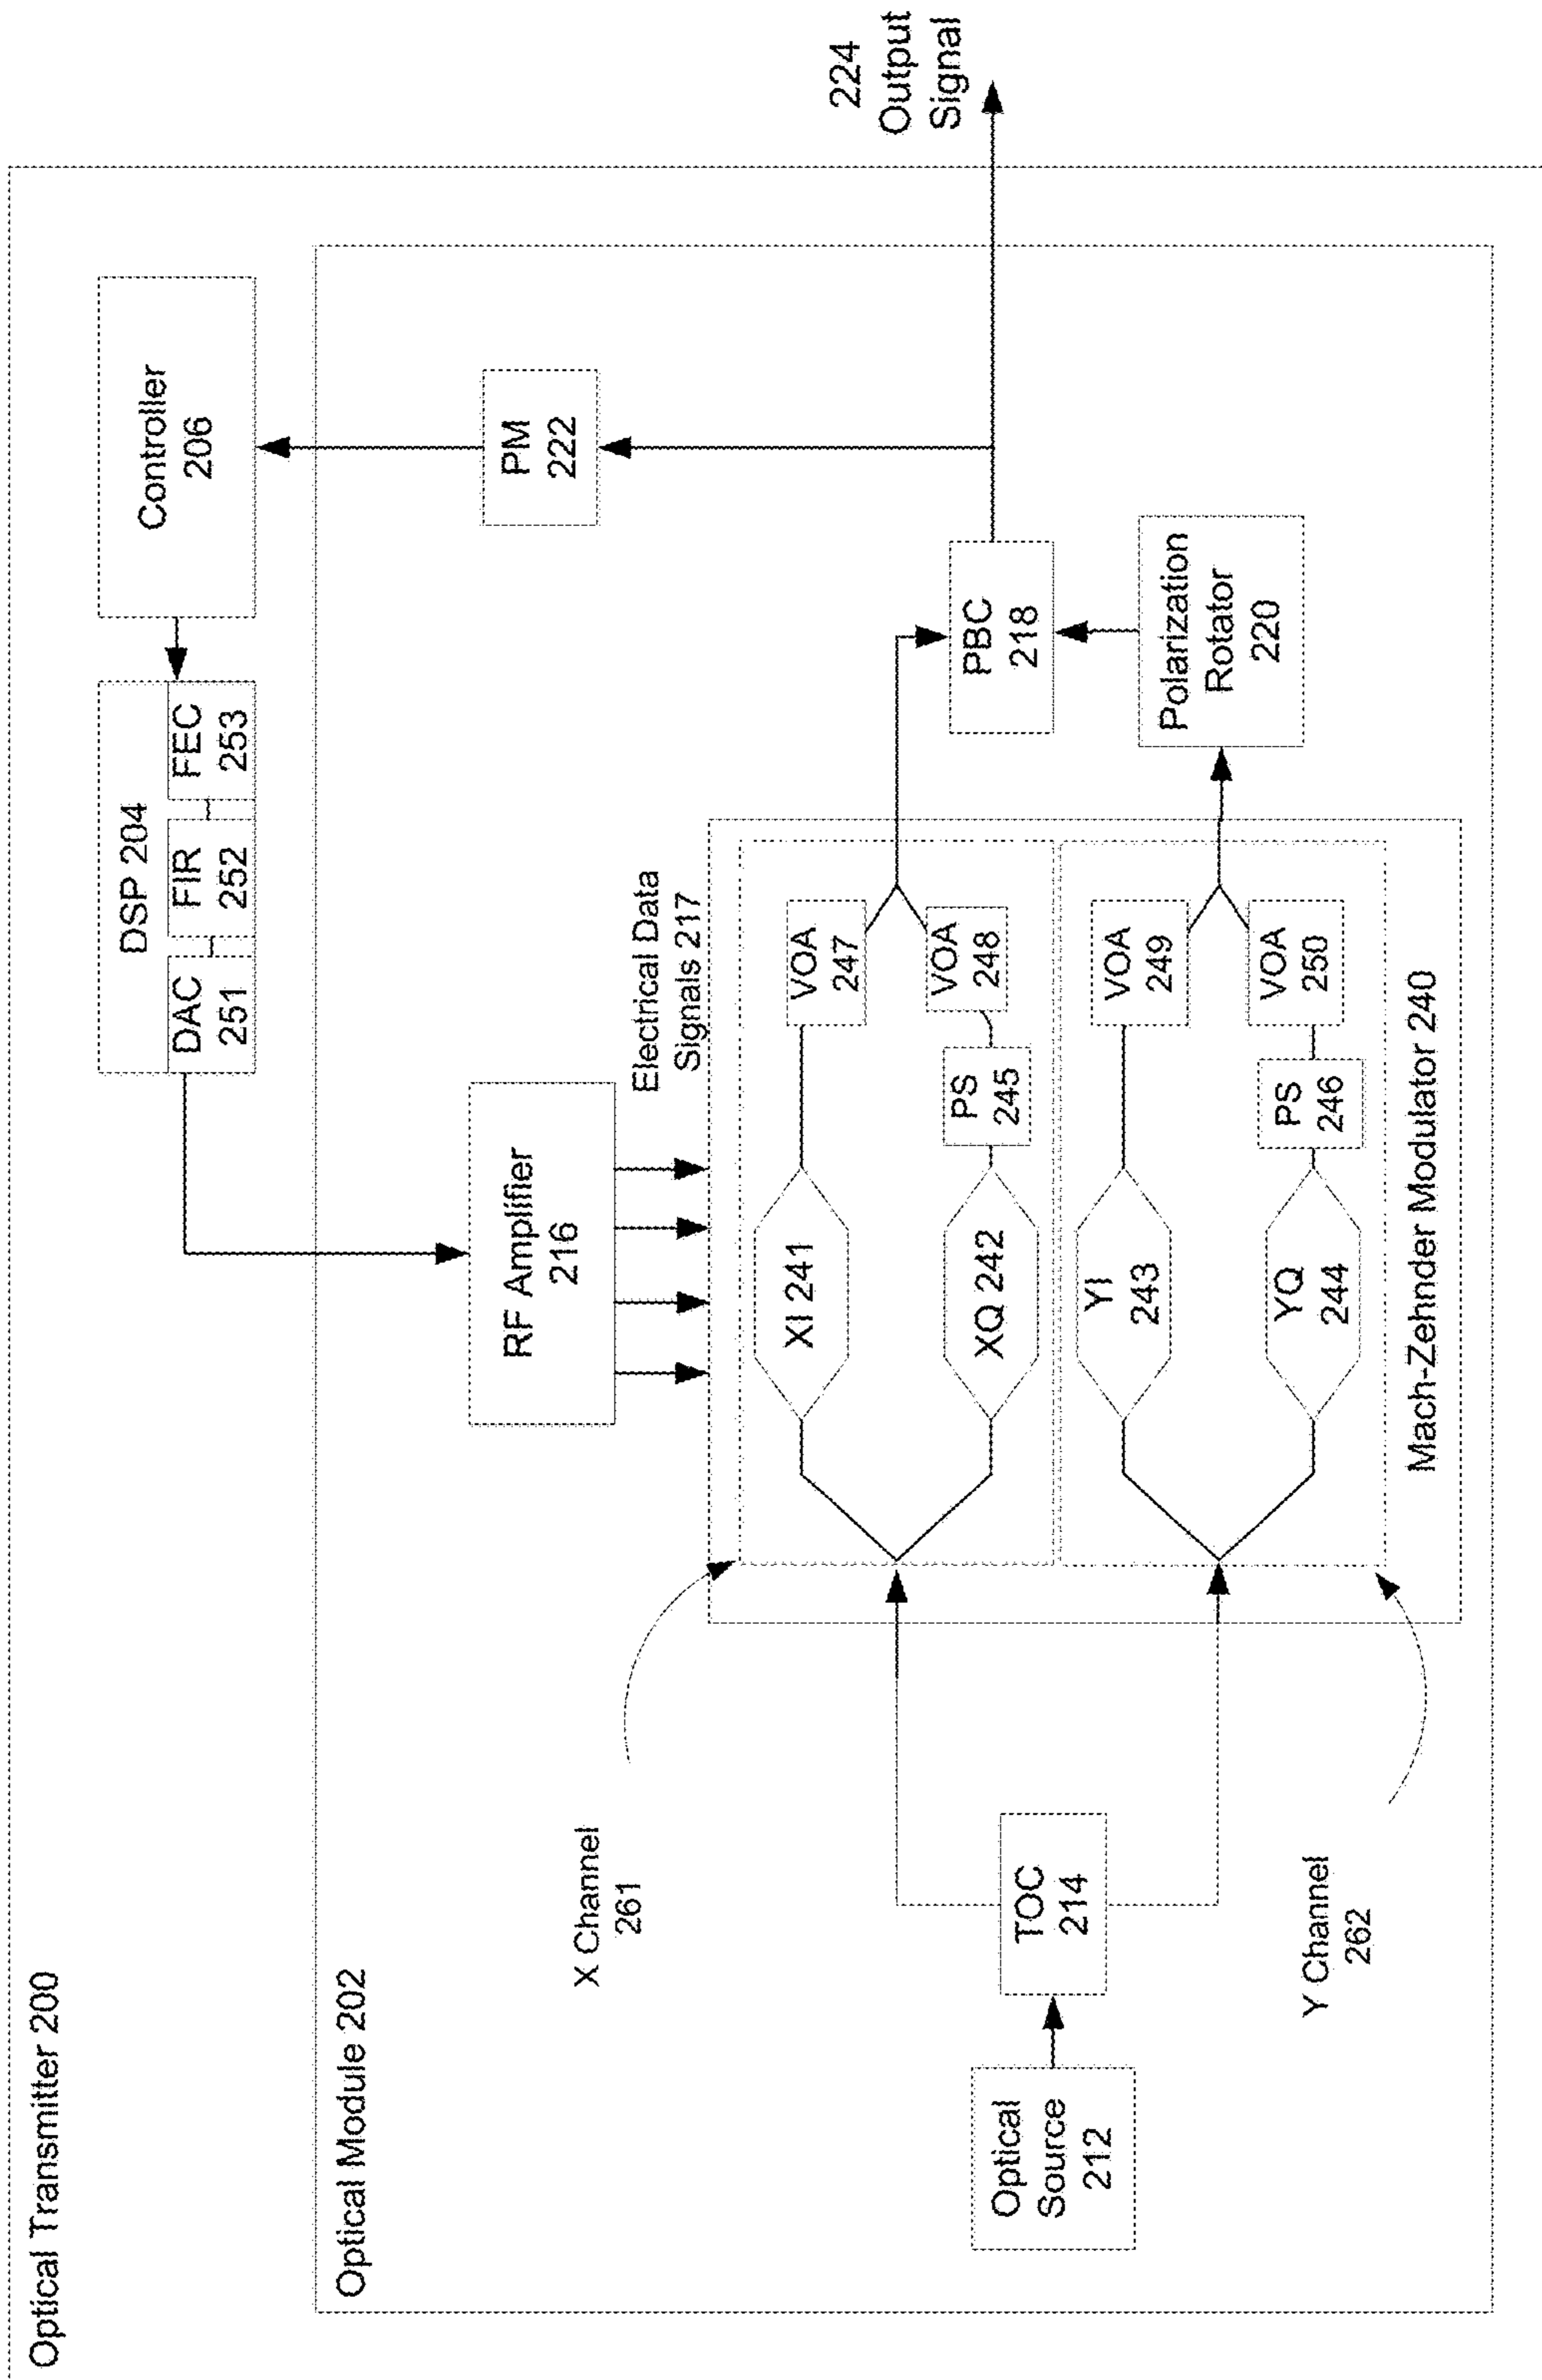 Optical Transmitter 200
Optical Module 202
DSP 204
DAC
251
FIR
252
FEC
253
Controller
206
RF Amplifier
216
PM
222
Electrical Data
Signals 217
X Channel
261
XI 241
VOA
247
XQ 242
PS
245
VOA
248
224
Output
Signal
PBC
218
Optical
Source
212
TOC
214
YI
243
VOA
249
YQ
244
PS
246
VOA
250
Polarization
Rotator
220
Y Channel
262
Mach-Zehnder Modulator 240